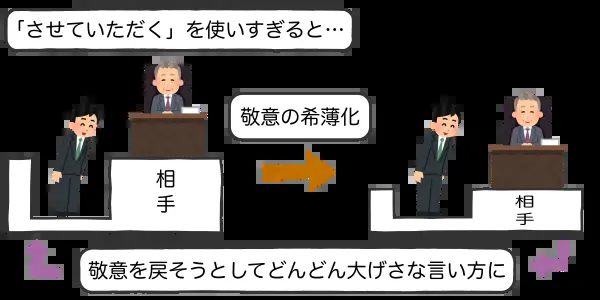 「させていただく」を使いすぎると…
敬意の希薄化
相手
相手
敬意を戻そうとしてどんどん大げさな言い方に